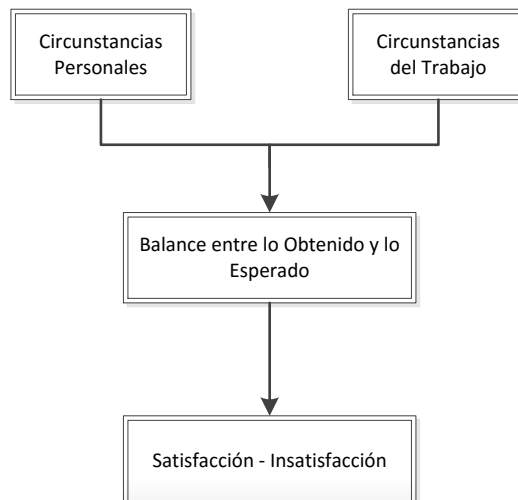 Circunstancias
Personales
Circunstancias
del Trabajo
Balance entre lo Obtenido y lo
Esperado
Satisfacción - Insatisfacción